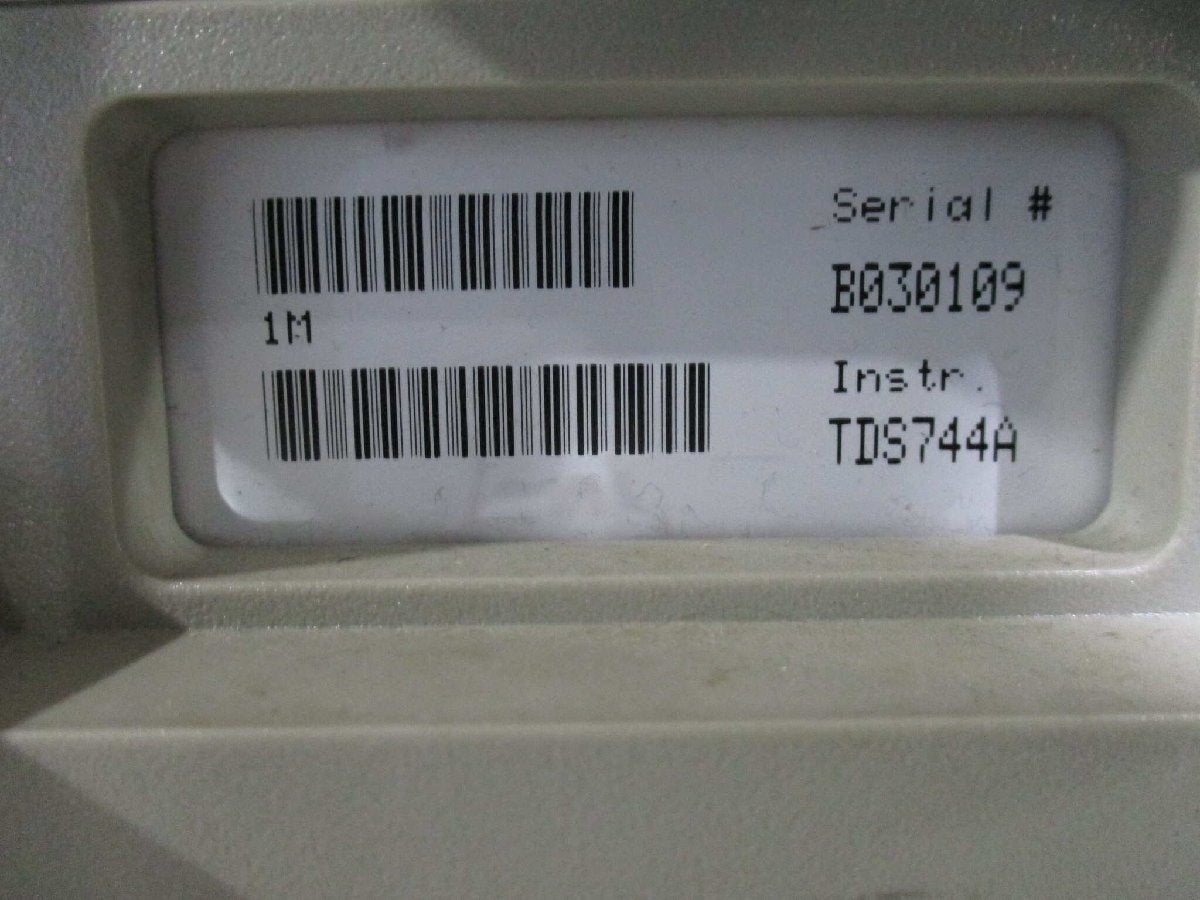 Serial #
B030109
1M
Instr.
TDS744A